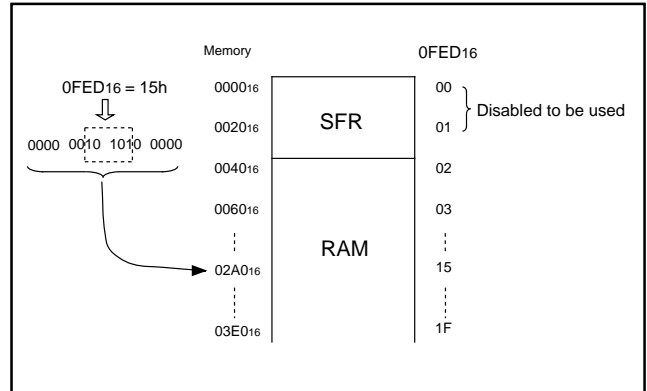 Memory 0FED16
0FED16 = 15h
0000 0010 1010 0000
000016 00
Disabled to be used
002016 SFR 01
004016 02
006016 03
RAM
02A016 15
03E016 1F